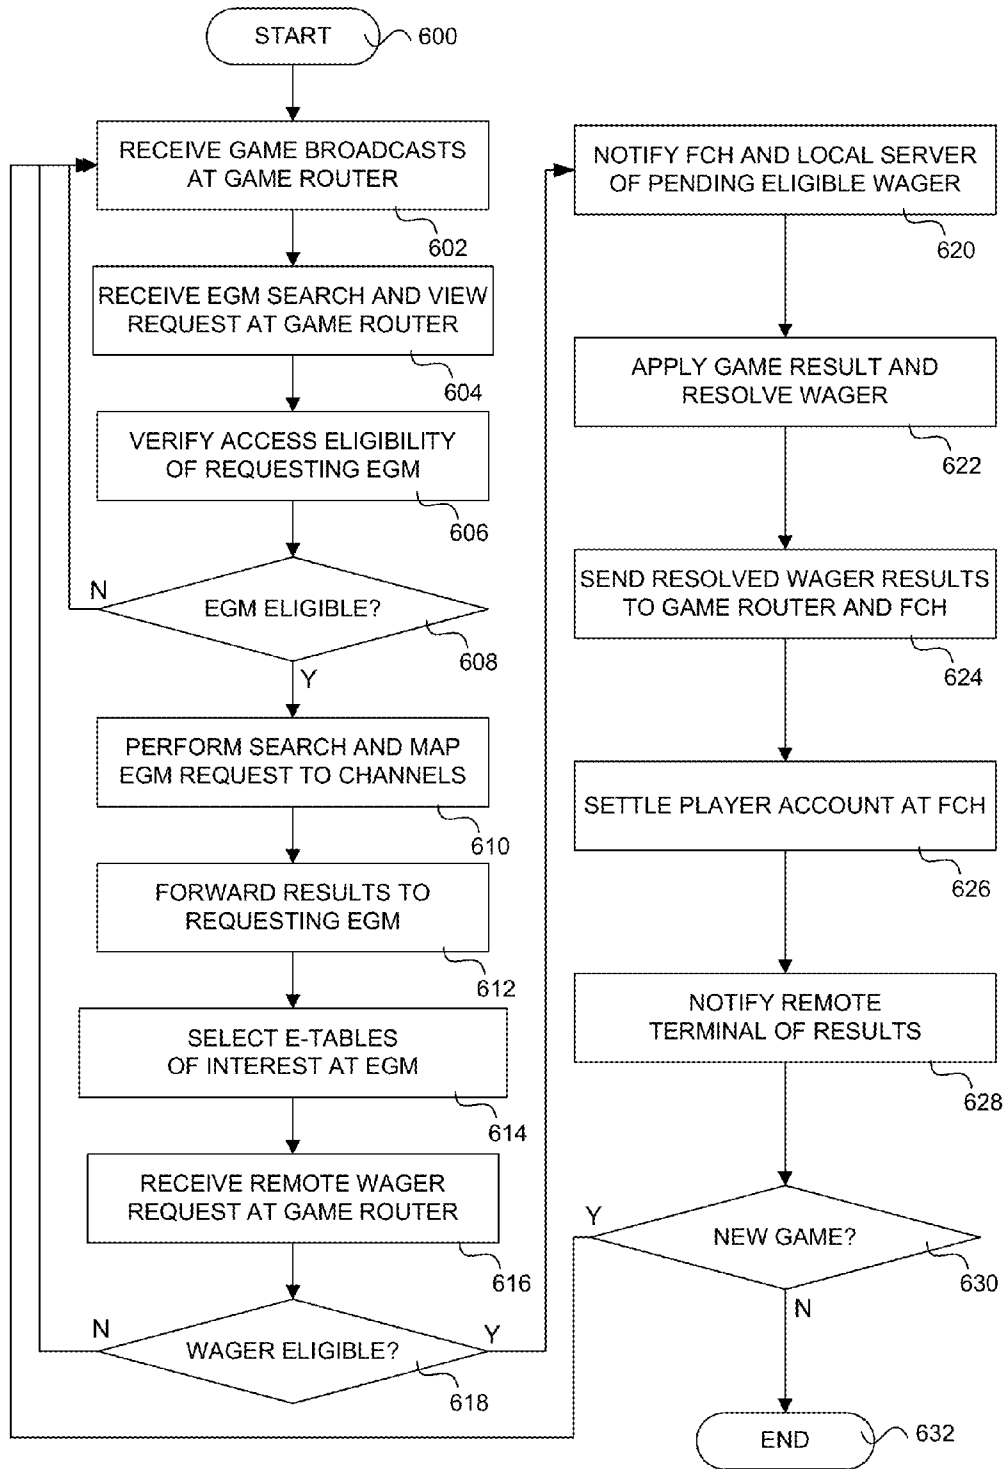 START
600
RECEIVE GAME BROADCASTS
AT GAME ROUTER
602
RECEIVE EGM SEARCH AND VIEW
REQUEST AT GAME ROUTER
604
VERIFY ACCESS ELIGIBILITY
OF REQUESTING EGM
606
N
EGM ELIGIBLE?
608
Y
PERFORM SEARCH AND MAP
EGM REQUEST TO CHANNELS
610
FORWARD RESULTS TO
REQUESTING EGM
612
SELECT E-TABLES
OF INTEREST AT EGM
614
RECEIVE REMOTE WAGER
REQUEST AT GAME ROUTER
616
N
WAGER ELIGIBLE?
Y
618
NOTIFY FCH AND LOCAL SERVER
OF PENDING ELIGIBLE WAGER
620
APPLY GAME RESULT AND
RESOLVE WAGER
622
SEND RESOLVED WAGER RESULTS
TO GAME ROUTER AND FCH
624
SETTLE PLAYER ACCOUNT AT FCH
626
NOTIFY REMOTE
TERMINAL OF RESULTS
628
Y
NEW GAME?
630
N
END
632